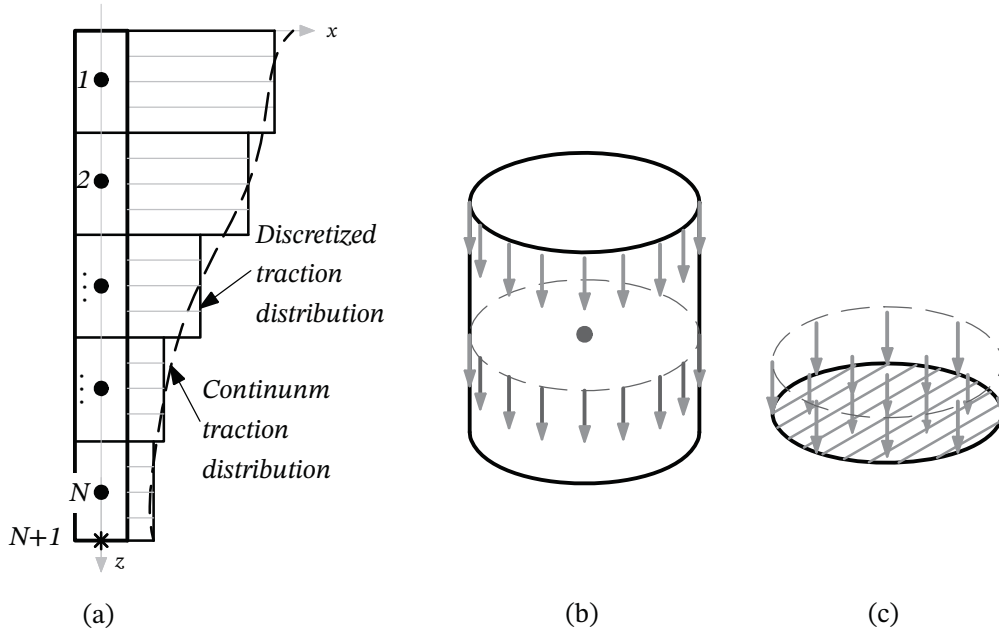 x
1
2
Discretized
traction
distribution
⋮
⋮
Continunm
traction
distribution
N
N+1
z
(a)
(b)
(c)